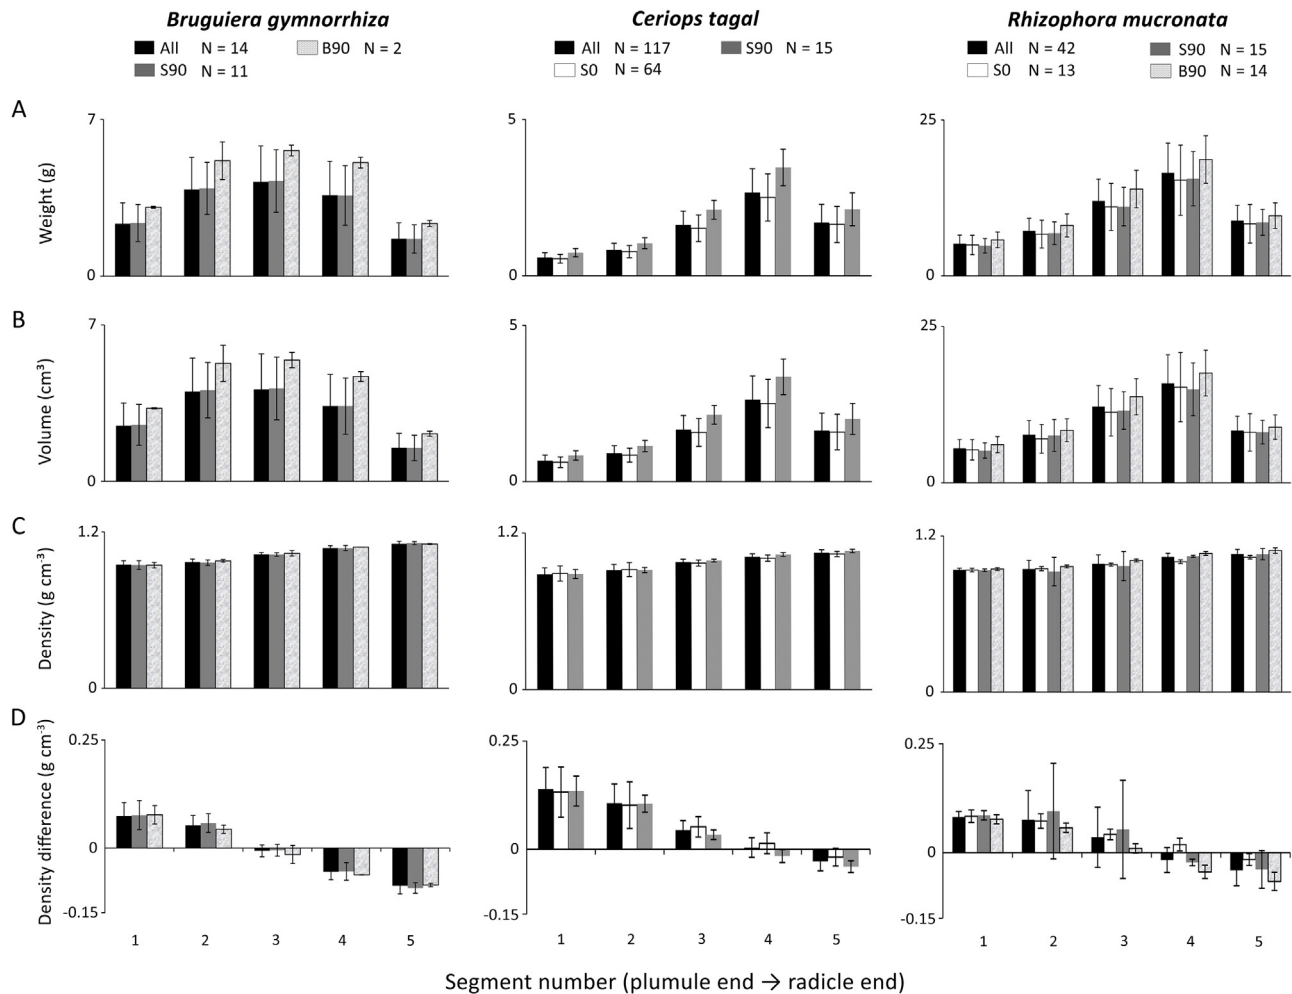 Bruguiera gymnorrhiza
All N = 14
B90 N = 2
S90 N = 11
Ceriops tagal
All N = 117
S90 N = 15
S0 N = 64
Rhizophora mucronata
All N = 42
S90 N = 15
S0 N = 13
B90 N = 14
A
Weight (g)
7
0
5
0
25
0
B
Volume (cm³)
7
0
5
0
25
0
C
Density (g cm⁻³)
1.2
0
1.2
0
1.2
0
D
Density difference (g cm⁻³)
0.25
0
-0.15
0.25
0
-0.15
0.25
0
-0.15
1 2 3 4 5
1 2 3 4 5
1 2 3 4 5
Segment number (plumule end → radicle end)